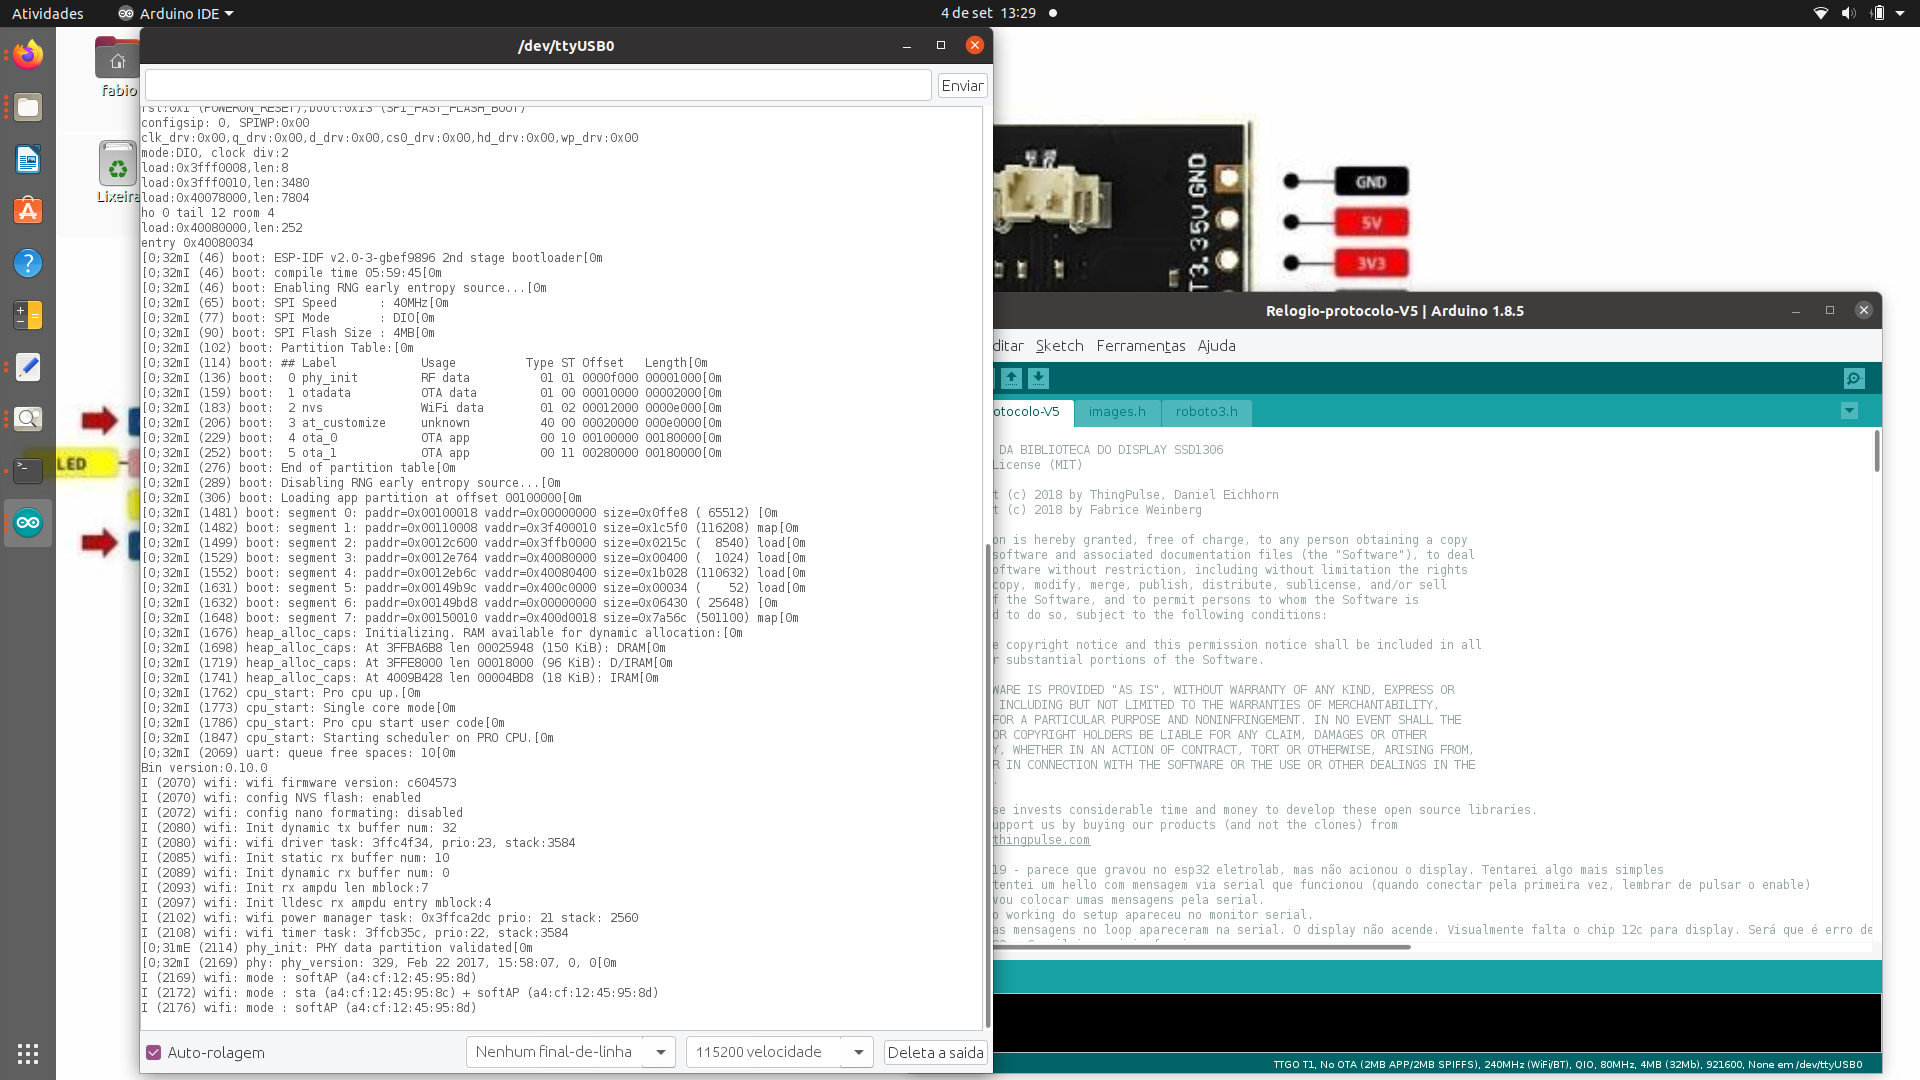 Atividades
Arduino IDE
4 de set 13:29
fabio
Lixeira
/dev/ttyUSB0
Enviar
rst:0x1 (POWERON_RESET),boot:0x13 (SPI_FAST_FLASH_BOOT)
configsip: 0, SPIWP:0x00
clk_drv:0x00,q_drv:0x00,d_drv:0x00,cs0_drv:0x00,hd_drv:0x00,wp_drv:0x00
mode:DIO, clock div:2
load:0x3fff0008,len:8
load:0x3fff0010,len:3480
load:0x40078000,len:7804
ho 0 tail 12 room 4
load:0x40080000,len:252
entry 0x40080034
[0;32mI (46) boot: ESP-IDF v2.0-3-gbef9896 2nd stage bootloader[0m
[0;32mI (46) boot: compile time 05:59:45[0m
[0;32mI (46) boot: Enabling RNG early entropy source...[0m
[0;32mI (65) boot: SPI Speed      : 40MHz[0m
[0;32mI (77) boot: SPI Mode       : DIO[0m
[0;32mI (90) boot: SPI Flash Size : 4MB[0m
[0;32mI (102) boot: Partition Table:[0m
[0;32mI (114) boot: ## Label            Usage          Type ST Offset   Length[0m
[0;32mI (136) boot:  0 phy_init         RF data          01 01 0000f000 00001000[0m
[0;32mI (159) boot:  1 otadata          OTA data         01 00 00010000 00002000[0m
[0;32mI (183) boot:  2 nvs              WiFi data        01 02 00012000 0000e000[0m
[0;32mI (206) boot:  3 at_customize     unknown          40 00 00020000 000e0000[0m
[0;32mI (229) boot:  4 ota_0            OTA app          00 10 00100000 00180000[0m
[0;32mI (252) boot:  5 ota_1            OTA app          00 11 00280000 00180000[0m
[0;32mI (276) boot: End of partition table[0m
[0;32mI (289) boot: Disabling RNG early entropy source...[0m
[0;32mI (306) boot: Loading app partition at offset 00100000[0m
[0;32mI (1481) boot: segment 0: paddr=0x00100018 vaddr=0x00000000 size=0x0ffe8 ( 65512) [0m
[0;32mI (1482) boot: segment 1: paddr=0x00110008 vaddr=0x3f400010 size=0x1c5f0 (116208) map[0m
[0;32mI (1499) boot: segment 2: paddr=0x0012c600 vaddr=0x3ffb0000 size=0x0215c (  8540) load[0m
[0;32mI (1529) boot: segment 3: paddr=0x0012e764 vaddr=0x40080000 size=0x00400 (  1024) load[0m
[0;32mI (1552) boot: segment 4: paddr=0x0012eb6c vaddr=0x40080400 size=0x1b028 (110632) load[0m
[0;32mI (1631) boot: segment 5: paddr=0x00149b9c vaddr=0x400c0000 size=0x00034 (    52) load[0m
[0;32mI (1632) boot: segment 6: paddr=0x00149bd8 vaddr=0x00000000 size=0x06430 ( 25648) [0m
[0;32mI (1648) boot: segment 7: paddr=0x00150010 vaddr=0x400d0018 size=0x7a56c (501100) map[0m
[0;32mI (1676) heap_alloc_caps: Initializing. RAM available for dynamic allocation:[0m
[0;32mI (1698) heap_alloc_caps: At 3FFBA6B8 len 00025948 (150 KiB): DRAM[0m
[0;32mI (1719) heap_alloc_caps: At 3FFE8000 len 00018000 (96 KiB): D/IRAM[0m
[0;32mI (1741) heap_alloc_caps: At 4009B428 len 00004BD8 (18 KiB): IRAM[0m
[0;32mI (1762) cpu_start: Pro cpu up.[0m
[0;32mI (1773) cpu_start: Single core mode[0m
[0;32mI (1786) cpu_start: Pro cpu start user code[0m
[0;32mI (1847) cpu_start: Starting scheduler on PRO CPU.[0m
[0;32mI (2069) uart: queue free spaces: 10[0m
Bin version:0.10.0
I (2070) wifi: wifi firmware version: c604573
I (2070) wifi: config NVS flash: enabled
I (2072) wifi: config nano formating: disabled
I (2080) wifi: Init dynamic tx buffer num: 32
I (2080) wifi: wifi driver task: 3ffc4f34, prio:23, stack:3584
I (2085) wifi: Init static rx buffer num: 10
I (2089) wifi: Init dynamic rx buffer num: 0
I (2093) wifi: Init rx ampdu len mblock:7
I (2097) wifi: Init lldesc rx ampdu entry mblock:4
I (2102) wifi: wifi power manager task: 0x3ffca2dc prio: 21 stack: 2560
I (2108) wifi: wifi timer task: 3ffcb35c, prio:22, stack:3584
[0;31mE (2114) phy_init: PHY data partition validated[0m
[0;32mI (2169) phy: phy_version: 329, Feb 22 2017, 15:58:07, 0, 0[0m
I (2169) wifi: mode : softAP (a4:cf:12:45:95:8d)
I (2172) wifi: mode : sta (a4:cf:12:45:95:8c) + softAP (a4:cf:12:45:95:8d)
I (2176) wifi: mode : softAP (a4:cf:12:45:95:8d)
Auto-rolagem
Nenhum final-de-linha
115200 velocidade
Deleta a saida
LED
T3.35V GND
GND
5V
3V3
Relogio-protocolo-V5 | Arduino 1.8.5
ditar Sketch Ferramentas Ajuda
otocolo-V5 images.h roboto3.h
DA BIBLIOTECA DO DISPLAY SSD1306
License (MIT)
t (c) 2018 by ThingPulse, Daniel Eichhorn
t (c) 2018 by Fabrice Weinberg
on is hereby granted, free of charge, to any person obtaining a copy
software and associated documentation files (the "Software"), to deal
oftware without restriction, including without limitation the rights
copy, modify, merge, publish, distribute, sublicense, and/or sell
f the Software, and to permit persons to whom the Software is
d to do so, subject to the following conditions:
e copyright notice and this permission notice shall be included in all
r substantial portions of the Software.
WARE IS PROVIDED "AS IS", WITHOUT WARRANTY OF ANY KIND, EXPRESS OR
INCLUDING BUT NOT LIMITED TO THE WARRANTIES OF MERCHANTABILITY,
FOR A PARTICULAR PURPOSE AND NONINFRINGEMENT. IN NO EVENT SHALL THE
OR COPYRIGHT HOLDERS BE LIABLE FOR ANY CLAIM, DAMAGES OR OTHER
Y, WHETHER IN AN ACTION OF CONTRACT, TORT OR OTHERWISE, ARISING FROM,
R IN CONNECTION WITH THE SOFTWARE OR THE USE OR OTHER DEALINGS IN THE
.
se invests considerable time and money to develop these open source libraries.
upport us by buying our products (and not the clones) from
thingpulse.com
19 - parece que gravou no esp32 eletrolab, mas não acionou o display. Tentarei algo mais simples
tentei um hello com mensagem via serial que funcionou (quando conectar pela primeira vez, lembrar de pulsar o enable)
vou colocar umas mensagens pela serial.
o working do setup apareceu no monitor serial.
as mensagens no loop apareceram na serial. O display não acende. Visualmente falta o chip 12c para display. Será que é erro de
TTGO T1, No OTA (2MB APP/2MB SPIFFS), 240MHz (WiFi/BT), QIO, 80MHz, 4MB (32Mb), 921600, None em /dev/ttyUSB0